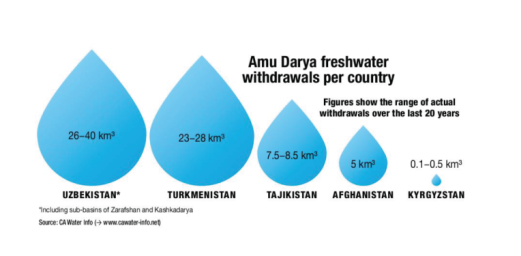 Amu Darya freshwater
withdrawals per country
Figures show the range of actual
withdrawals over the last 20 years
26–40 km³
23–28 km³
7.5–8.5 km³
5 km³
0.1–0.5 km³
UZBEKISTAN*
TURKMENISTAN
TAJIKISTAN
AFGHANISTAN
KYRGYZSTAN
*Including sub-basins of Zarafshan and Kashkadarya
Source: CA Water Info (→ www.cawater-info.net)